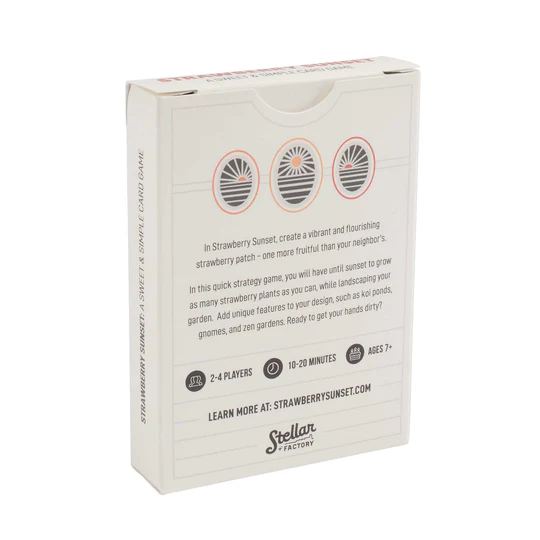 STRAWBERRY SUNSET
A SWEET & SIMPLE CARD GAME
STRAWBERRY SUNSET: A SWEET & SIMPLE CARD GAME
In Strawberry Sunset, create a vibrant and flourishing
strawberry patch - one more fruitful than your neighbor's.
In this quick strategy game, you will have until sunset to grow
as many strawberry plants as you can, while landscaping your
garden. Add unique features to your design, such as koi ponds,
gnomes, and zen gardens. Ready to get your hands dirty?
2-4 PLAYERS
10-20 MINUTES
AGES 7+
LEARN MORE AT: STRAWBERRYSUNSET.COM
Stellar
FACTORY